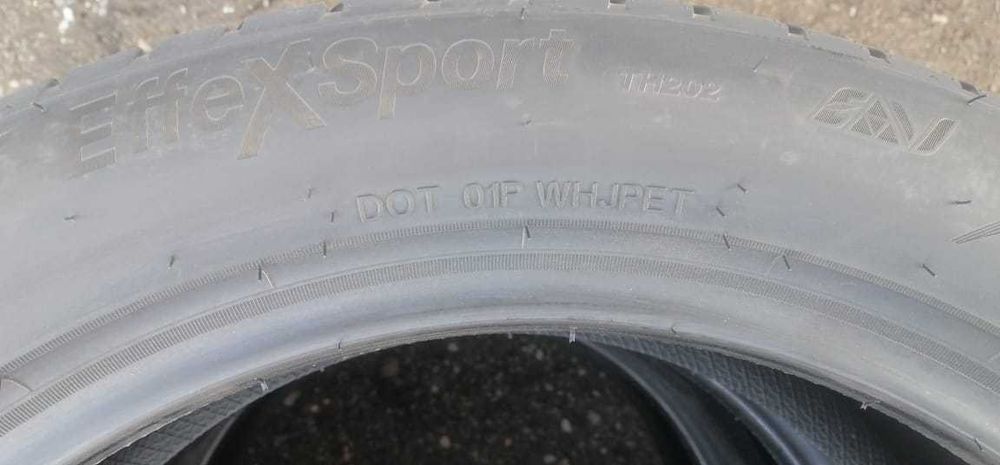 EffeXSport TH202
DOT 01P WHJPET